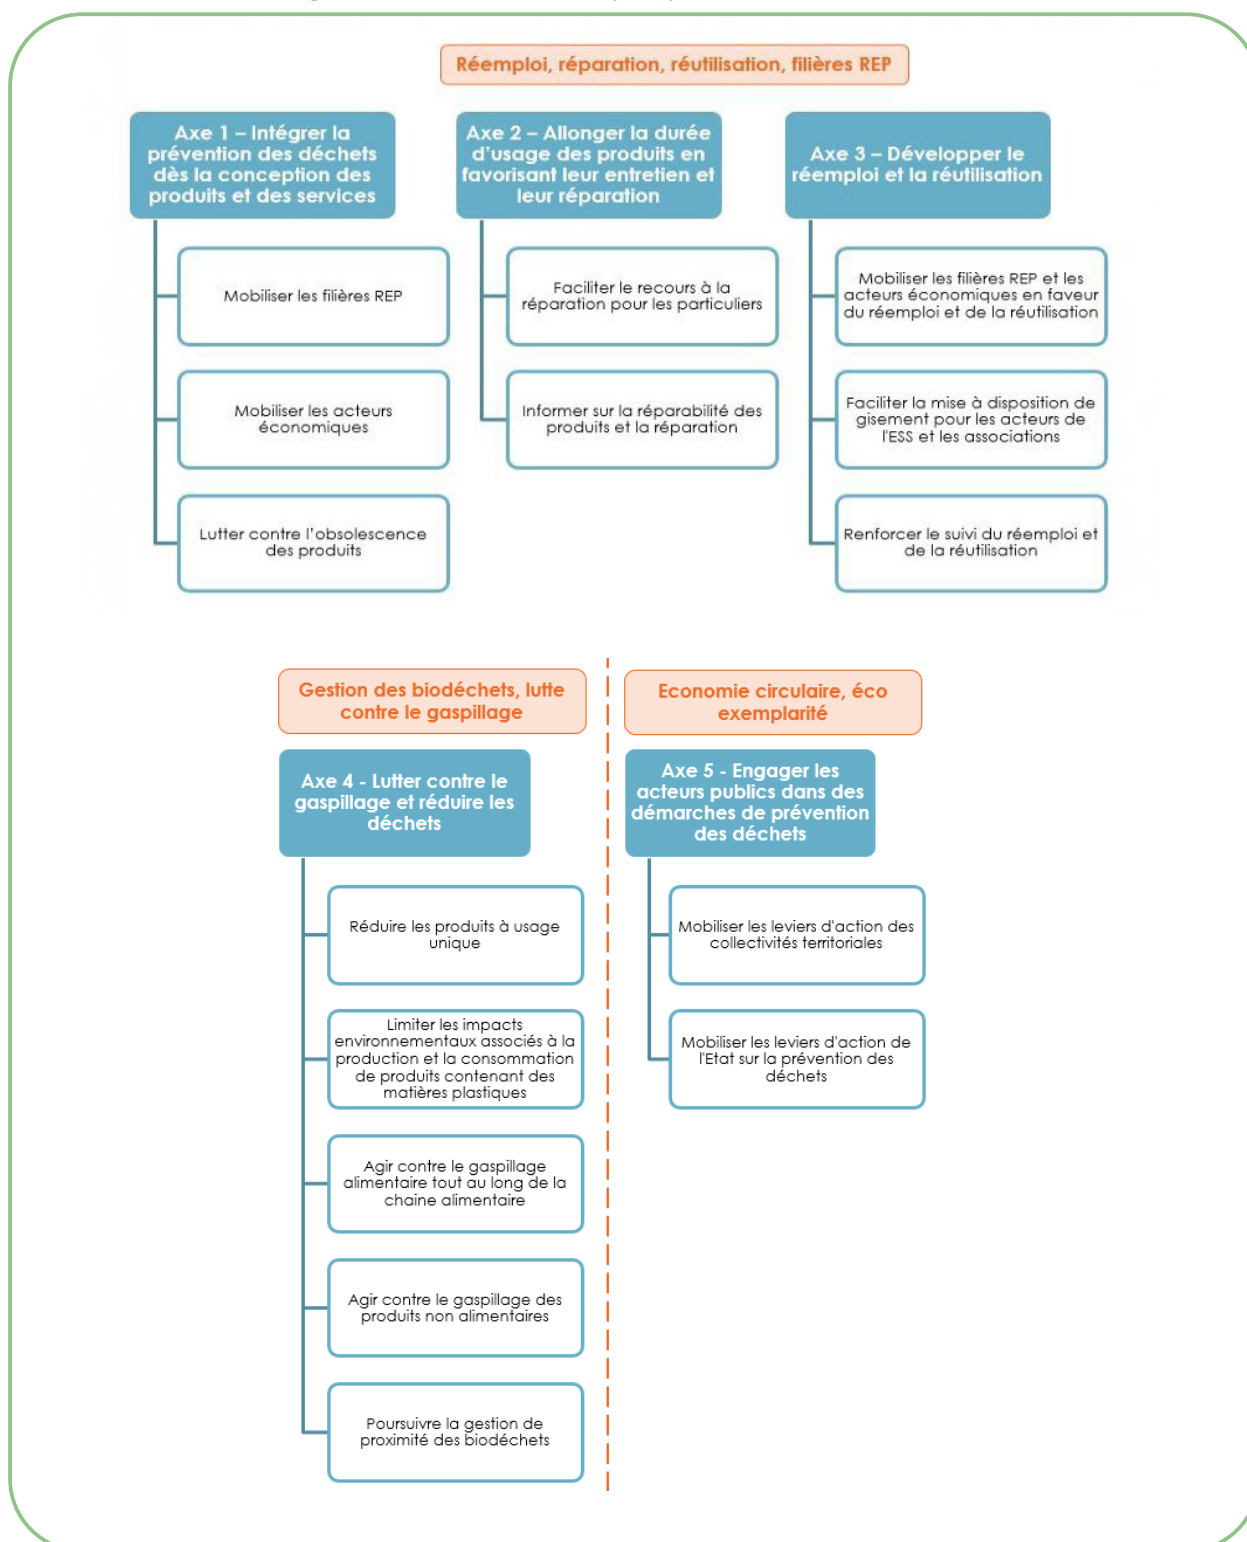 Réemploi, réparation, réutilisation, filières REP
Axe 1 – Intégrer la
prévention des déchets
dès la conception des
produits et des services
Mobiliser les filières REP
Mobiliser les acteurs
économiques
Lutter contre l'obsolescence
des produits
Axe 2 – Allonger la durée
d'usage des produits en
favorisant leur entretien et
leur réparation
Faciliter le recours à la
réparation pour les particuliers
Informer sur la réparabilité des
produits et la réparation
Axe 3 – Développer le
réemploi et la réutilisation
Mobiliser les filières REP et les
acteurs économiques en faveur
du réemploi et de la réutilisation
Faciliter la mise à disposition de
gisement pour les acteurs de
l'ESS et les associations
Renforcer le suivi du réemploi et
de la réutilisation
Gestion des biodéchets, lutte
contre le gaspillage
Axe 4 - Lutter contre le
gaspillage et réduire les
déchets
Réduire les produits à usage
unique
Limiter les impacts
environnementaux associés à la
production et la consommation
de produits contenant des
matières plastiques
Agir contre le gaspillage
alimentaire tout au long de la
chaine alimentaire
Agir contre le gaspillage des
produits non alimentaires
Poursuivre la gestion de
proximité des biodéchets
Economie circulaire, éco
exemplarité
Axe 5 - Engager les
acteurs publics dans des
démarches de prévention
des déchets
Mobiliser les leviers d'action des
collectivités territoriales
Mobiliser les leviers d'action de
l'Etat sur la prévention des
déchets